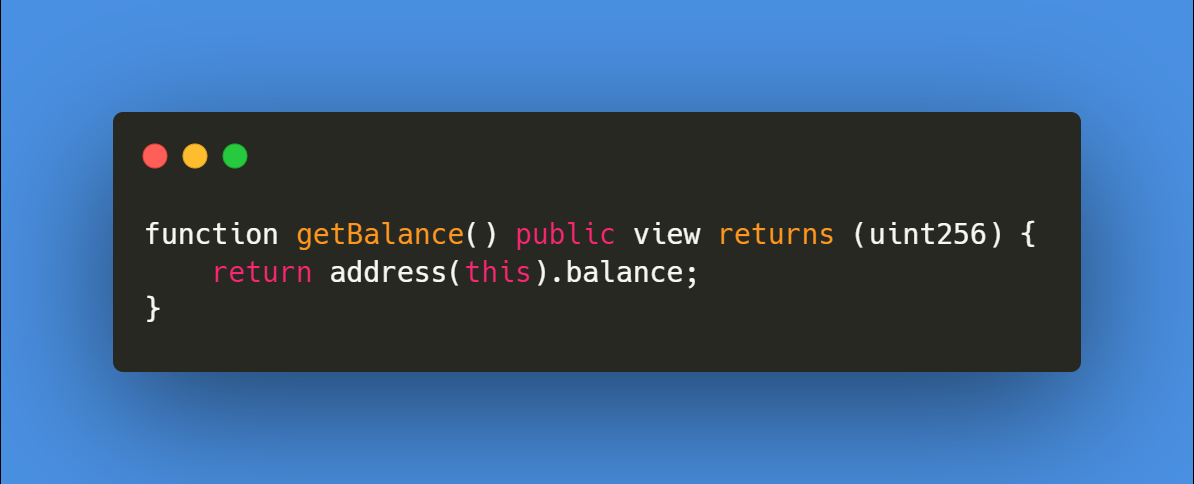 function getBalance() public view returns (uint256) {
    return address(this).balance;
}